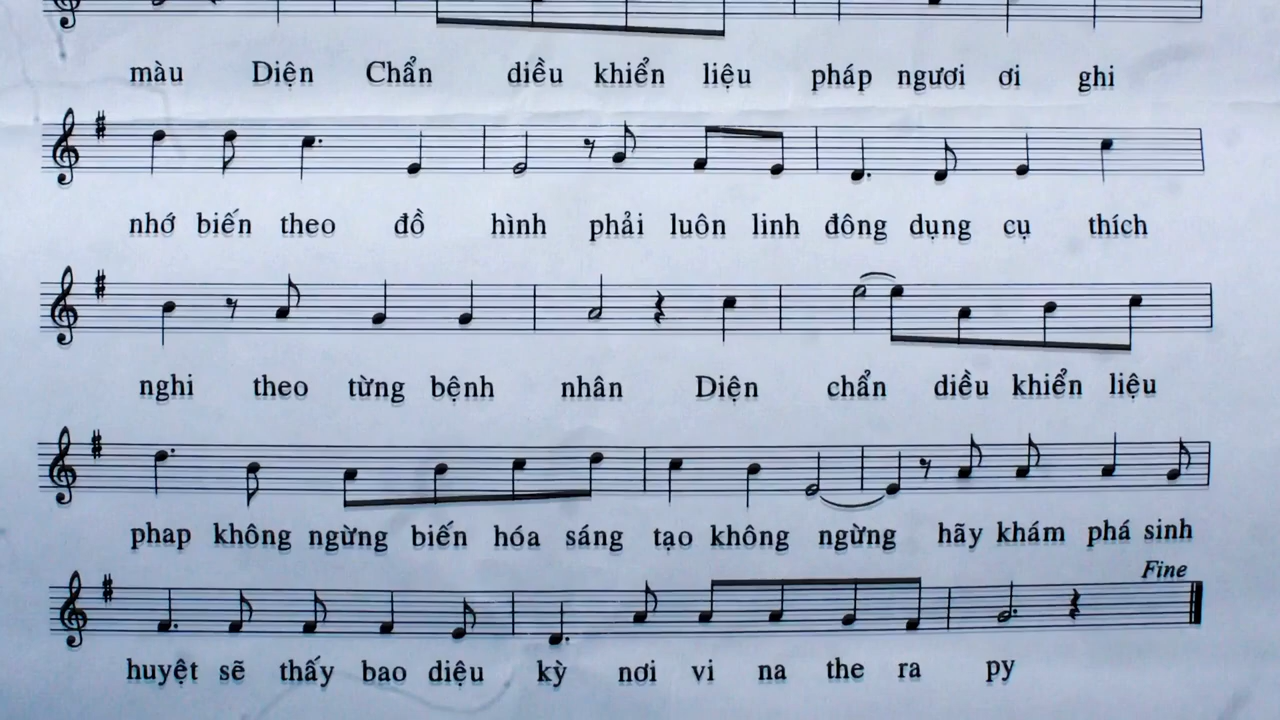 màu Diện Chẩn diều khiển liệu pháp ngươi ơi ghi
nhớ biến theo đồ hình phải luôn linh đông dụng cụ thích
nghi theo từng bệnh nhân Diện chẩn diều khiển liệu
phap không ngừng biến hóa sáng tạo không ngừng hãy khám phá sinh
Fine
huyệt sẽ thấy bao diệu kỳ nơi vi na the ra py